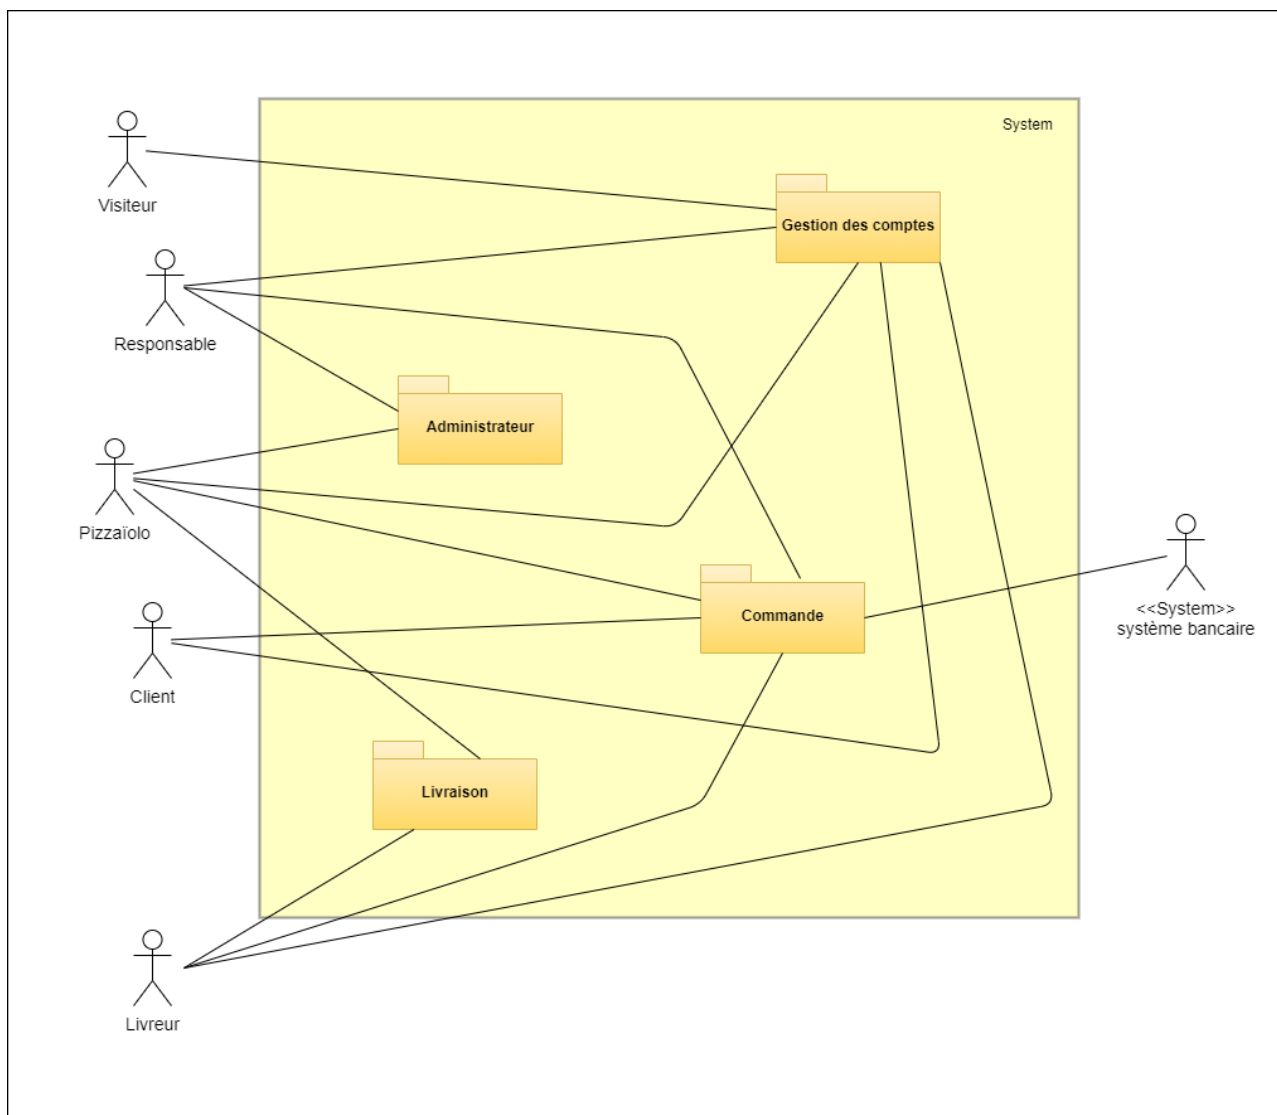 System
Visiteur
Gestion des comptes
Responsable
Administrateur
Pizzaïolo
Commande
<<System>>
système bancaire
Client
Livraison
Livreur